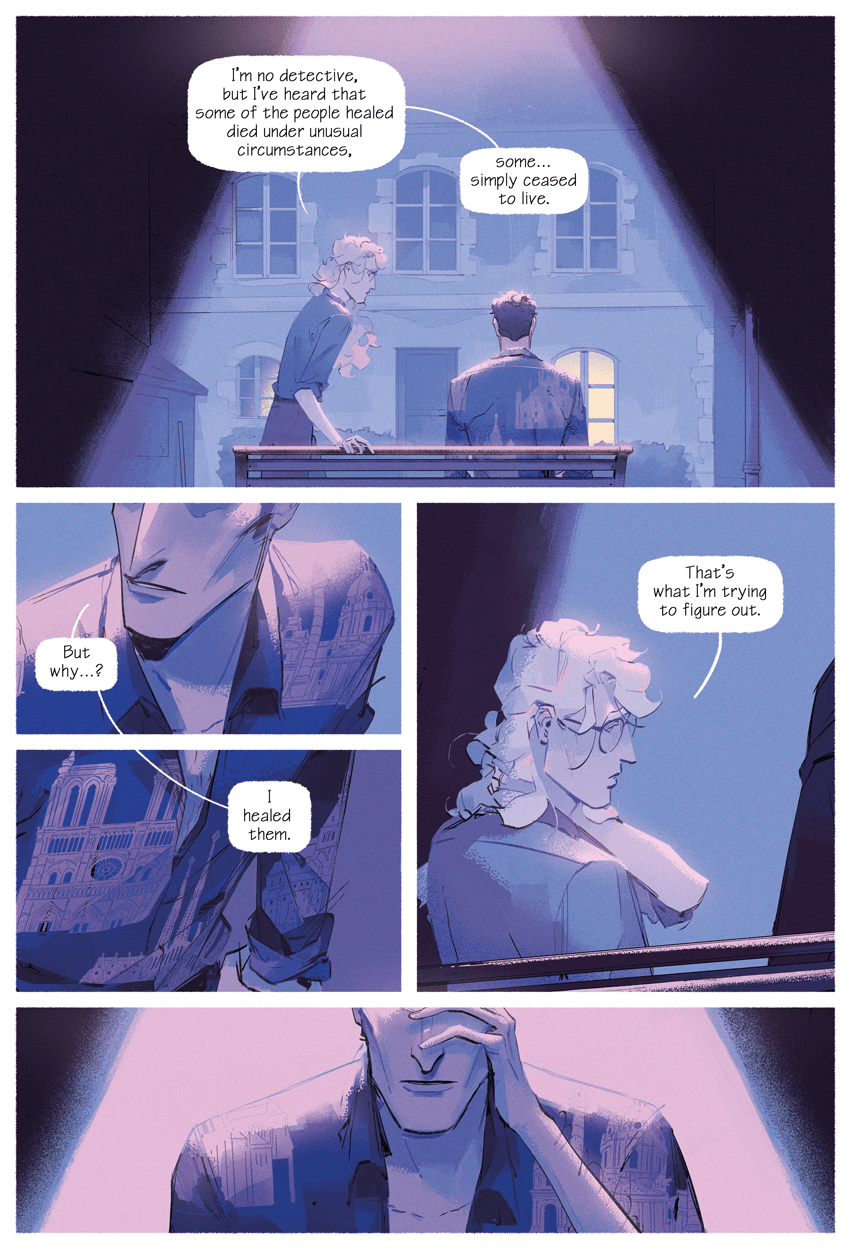 I'm no detective,
but I've heard that
some of the people healed
died under unusual
circumstances,
some...
simply ceased
to live.
But
why...?
I
healed
them.
That's
what I'm trying
to figure out.